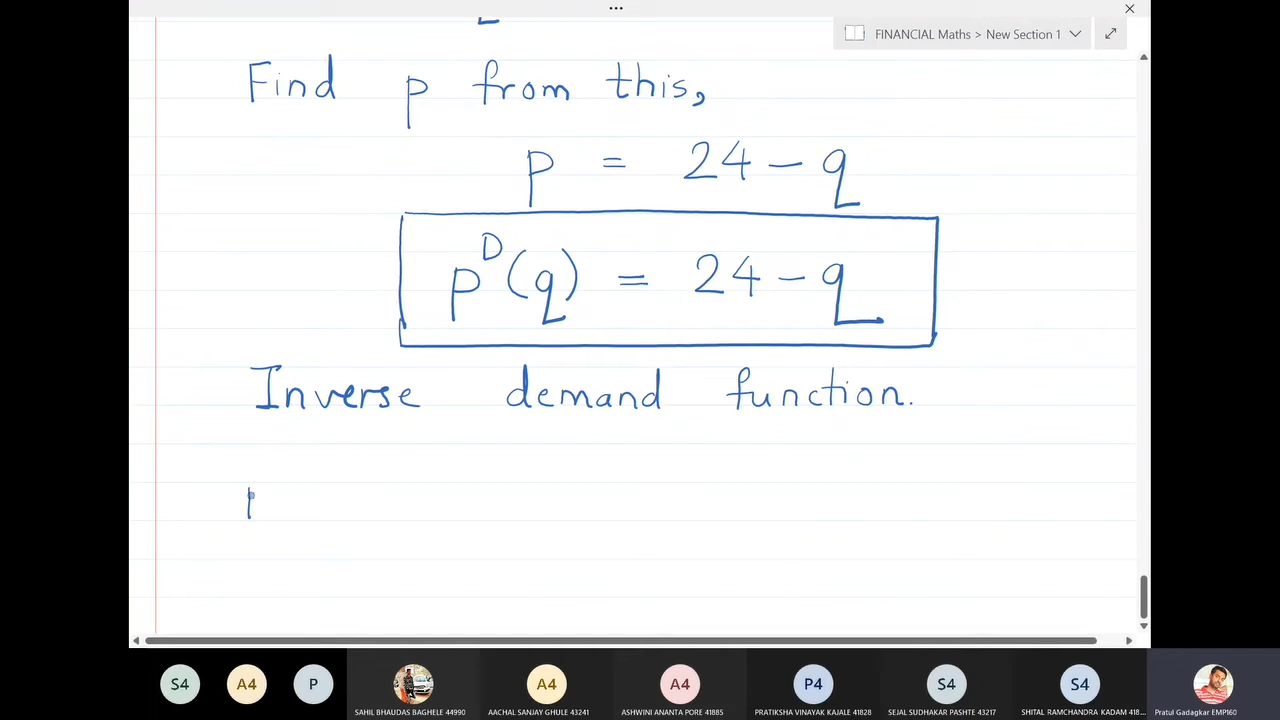 FINANCIAL Maths > New Section 1
Find p from this,
p = 24 - q
p^D(q) = 24 - q
Inverse demand function.
S4
A4
P
A4
A4
P4
S4
S4
SAHIL BHAUDAS BAGHELE 44990
AACHAL SANJAY GHULE 43241
ASHWINI ANANTA PORE 41885
PRATIKSHA VINAYAK KAJALE 41828
SEJAL SUDHAKAR PASHTE 43217
SHITAL RAMCHANDRA KADAM 418...
Pratul Gadagkar EMP160